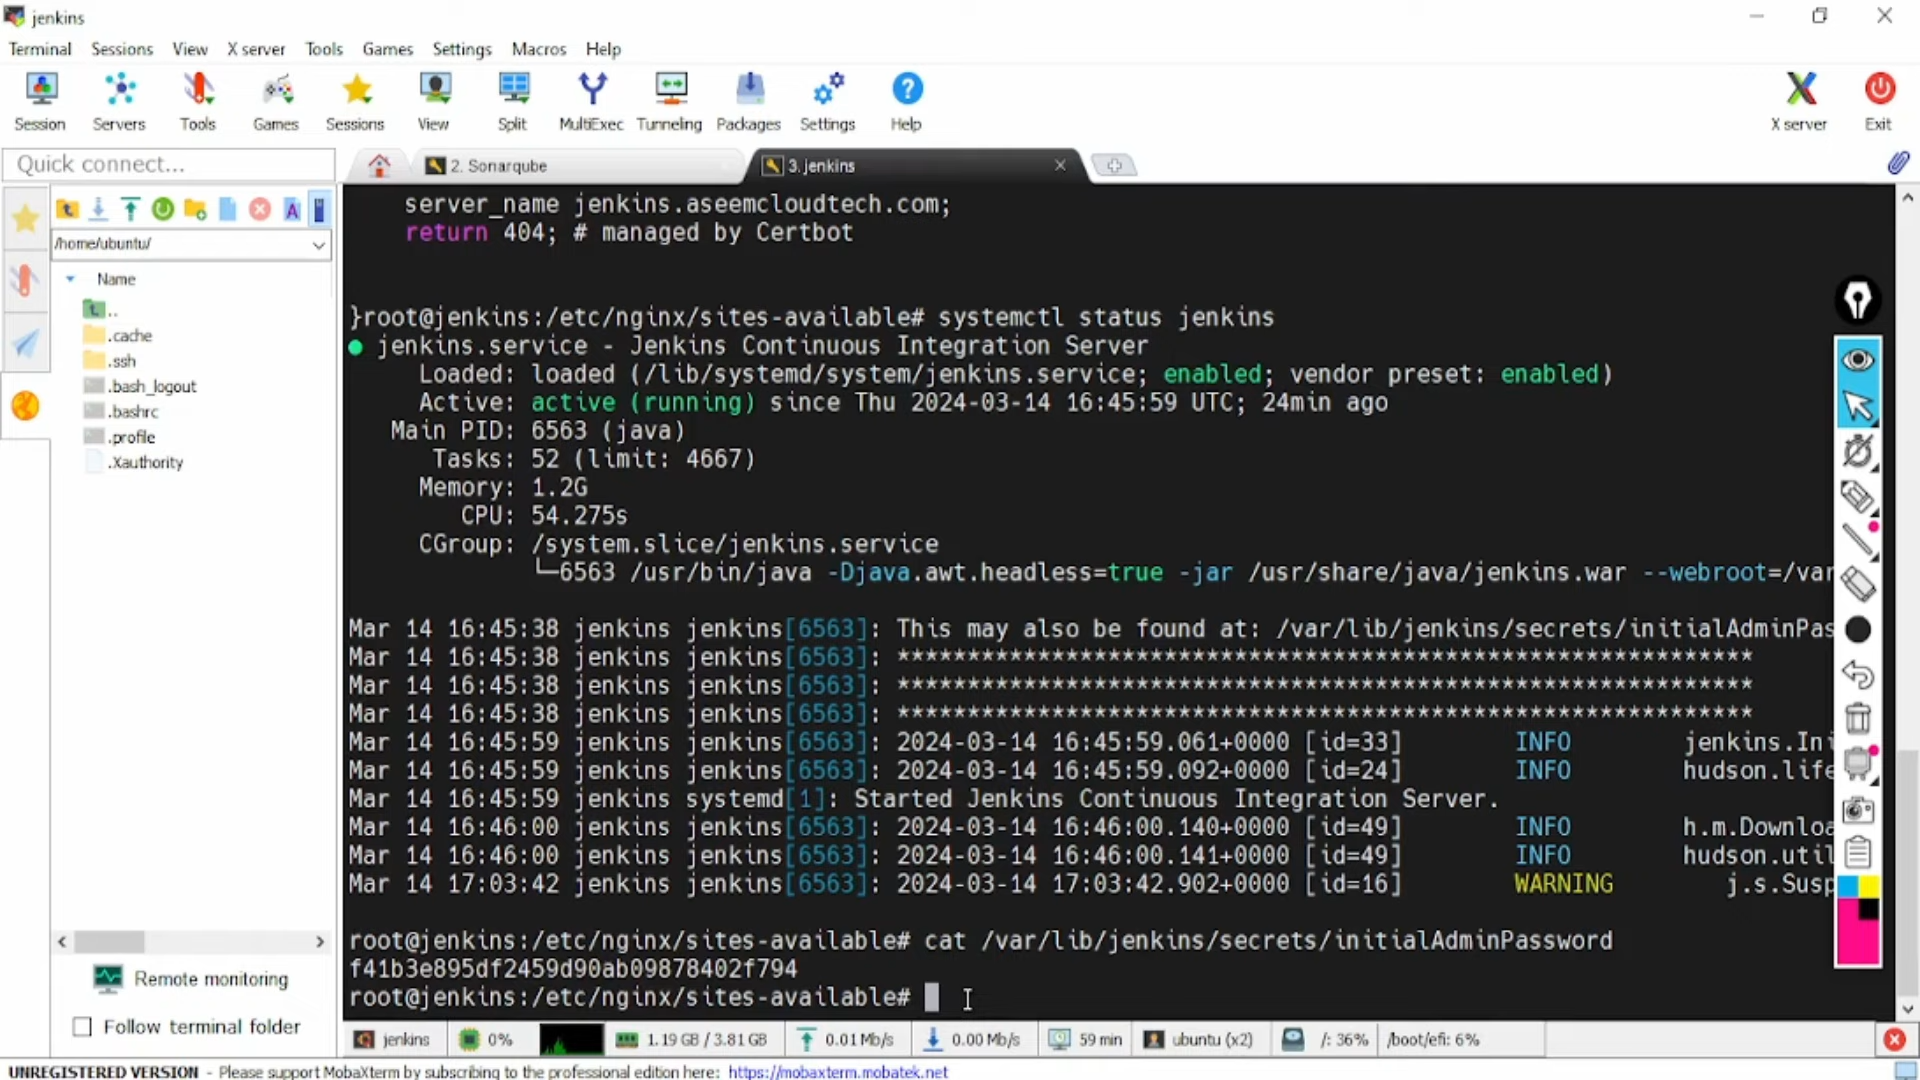 jenkins
Terminal Sessions View X server Tools Games Settings Macros Help
Session Servers Tools Games Sessions View Split MultiExec Tunneling Packages Settings Help X server Exit
Quick connect...
2. Sonarqube
3. jenkins
/home/ubuntu/
Name
..
.cache
.ssh
.bash_logout
.bashrc
.profile
.Xauthority
Remote monitoring
Follow terminal folder
server_name jenkins.aseemcloudtech.com;
return 404; # managed by Certbot
}root@jenkins:/etc/nginx/sites-available# systemctl status jenkins
● jenkins.service - Jenkins Continuous Integration Server
Loaded: loaded (/lib/systemd/system/jenkins.service; enabled; vendor preset: enabled)
Active: active (running) since Thu 2024-03-14 16:45:59 UTC; 24min ago
Main PID: 6563 (java)
Tasks: 52 (limit: 4667)
Memory: 1.2G
CPU: 54.275s
CGroup: /system.slice/jenkins.service
└─6563 /usr/bin/java -Djava.awt.headless=true -jar /usr/share/java/jenkins.war --webroot=/var
Mar 14 16:45:38 jenkins jenkins[6563]: This may also be found at: /var/lib/jenkins/secrets/initialAdminPas
Mar 14 16:45:38 jenkins jenkins[6563]: *************************************************************
Mar 14 16:45:38 jenkins jenkins[6563]: *************************************************************
Mar 14 16:45:38 jenkins jenkins[6563]: *************************************************************
Mar 14 16:45:59 jenkins jenkins[6563]: 2024-03-14 16:45:59.061+0000 [id=33] INFO jenkins.Ini
Mar 14 16:45:59 jenkins jenkins[6563]: 2024-03-14 16:45:59.092+0000 [id=24] INFO hudson.life
Mar 14 16:45:59 jenkins systemd[1]: Started Jenkins Continuous Integration Server.
Mar 14 16:46:00 jenkins jenkins[6563]: 2024-03-14 16:46:00.140+0000 [id=49] INFO h.m.Downloa
Mar 14 16:46:00 jenkins jenkins[6563]: 2024-03-14 16:46:00.141+0000 [id=49] INFO hudson.util
Mar 14 17:03:42 jenkins jenkins[6563]: 2024-03-14 17:03:42.902+0000 [id=16] WARNING j.s.Susp
root@jenkins:/etc/nginx/sites-available# cat /var/lib/jenkins/secrets/initialAdminPassword
f41b3e895df2459d90ab09878402f794
root@jenkins:/etc/nginx/sites-available#
jenkins 0% 1.19 GB / 3.81 GB 0.01 Mb/s 0.00 Mb/s 59 min ubuntu (x2) /: 36% /boot/efi: 6%
UNREGISTERED VERSION - Please support MobaXterm by subscribing to the professional edition here: https://mobaxterm.mobatek.net